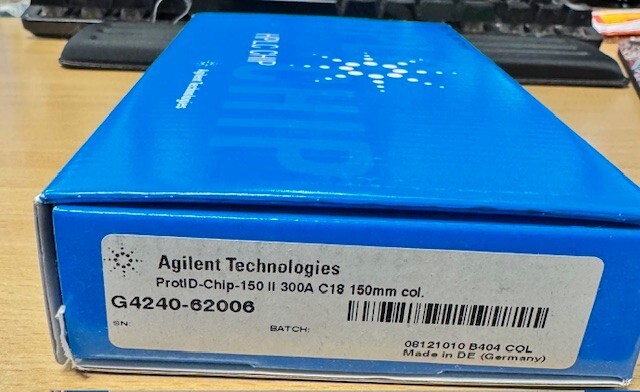 HPLC CHIP
CHIP
Agilent Technologies
Agilent Technologies
ProtID-Chip-150 II 300A C18 150mm col.
G4240-62006
SN:
BATCH:
08121010 B404 COL
Made in DE (Germany)